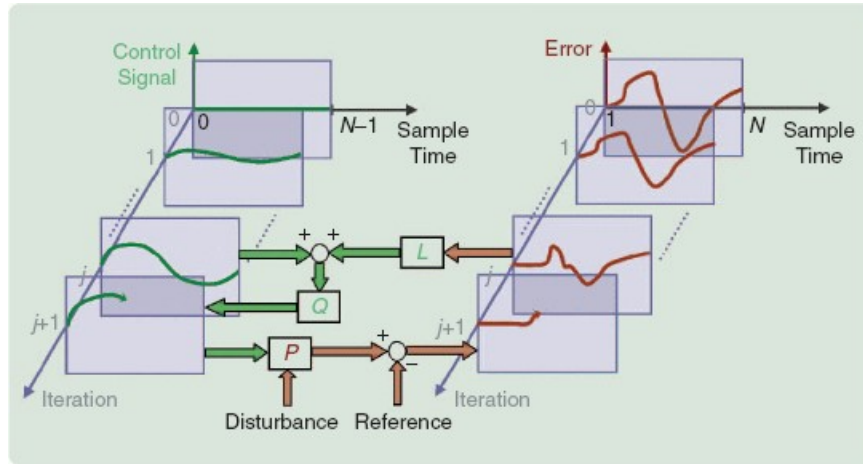 Control
Signal
Error
0
0
N–1
Sample
Time
0
1
N
Sample
Time
1
1
+
+
L
j
j
Q
j+1
P
+
–
j+1
Iteration
Disturbance
Reference
Iteration